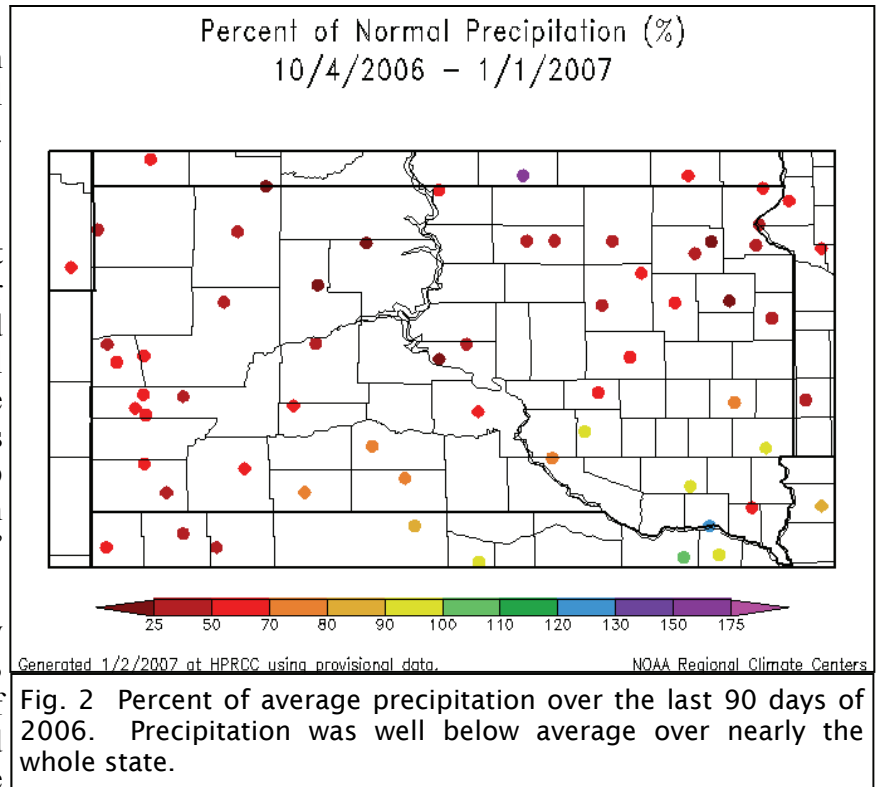 Percent of Normal Precipitation (%)
10/4/2006 – 1/1/2007
25 50 70 80 90 100 110 120 130 150 175
Generated 1/2/2007 at HPRCC using provisional data.
NOAA Regional Climate Centers
Fig. 2 Percent of average precipitation over the last 90 days of
2006. Precipitation was well below average over nearly the
whole state.